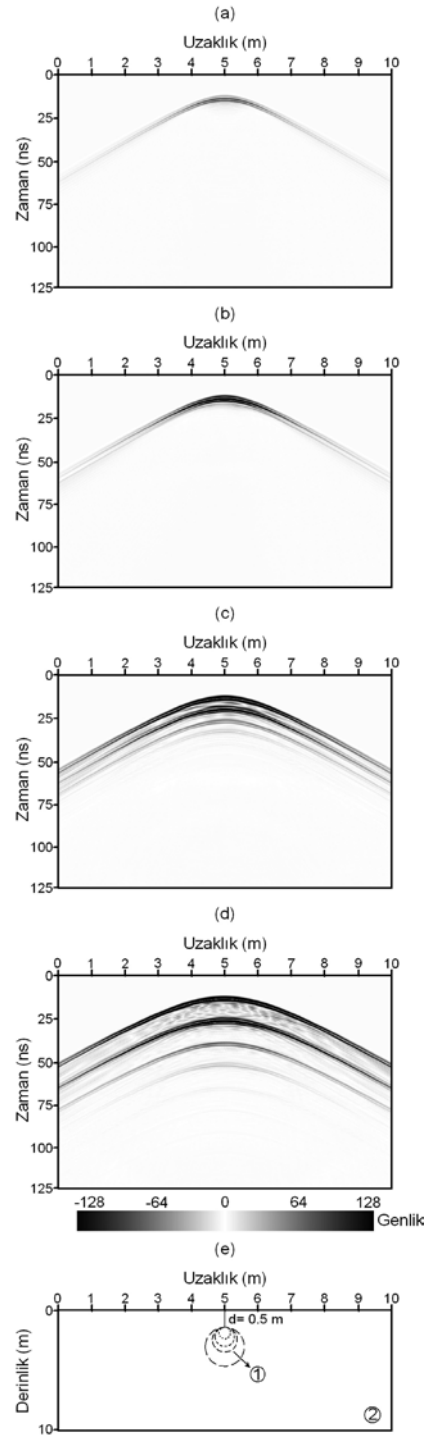 (a)
Uzaklık (m)
0 1 2 3 4 5 6 7 8 9 10
Zaman (ns)
0
25
50
75
100
125
(b)
Uzaklık (m)
0 1 2 3 4 5 6 7 8 9 10
Zaman (ns)
0
25
50
75
100
125
(c)
Uzaklık (m)
0 1 2 3 4 5 6 7 8 9 10
Zaman (ns)
0
25
50
75
100
125
(d)
Uzaklık (m)
0 1 2 3 4 5 6 7 8 9 10
Zaman (ns)
0
25
50
75
100
125
-128 -64 0 64 128
Genlik
(e)
Uzaklık (m)
0 1 2 3 4 5 6 7 8 9 10
Derinlik (m)
0
10
d= 0.5 m
①
②